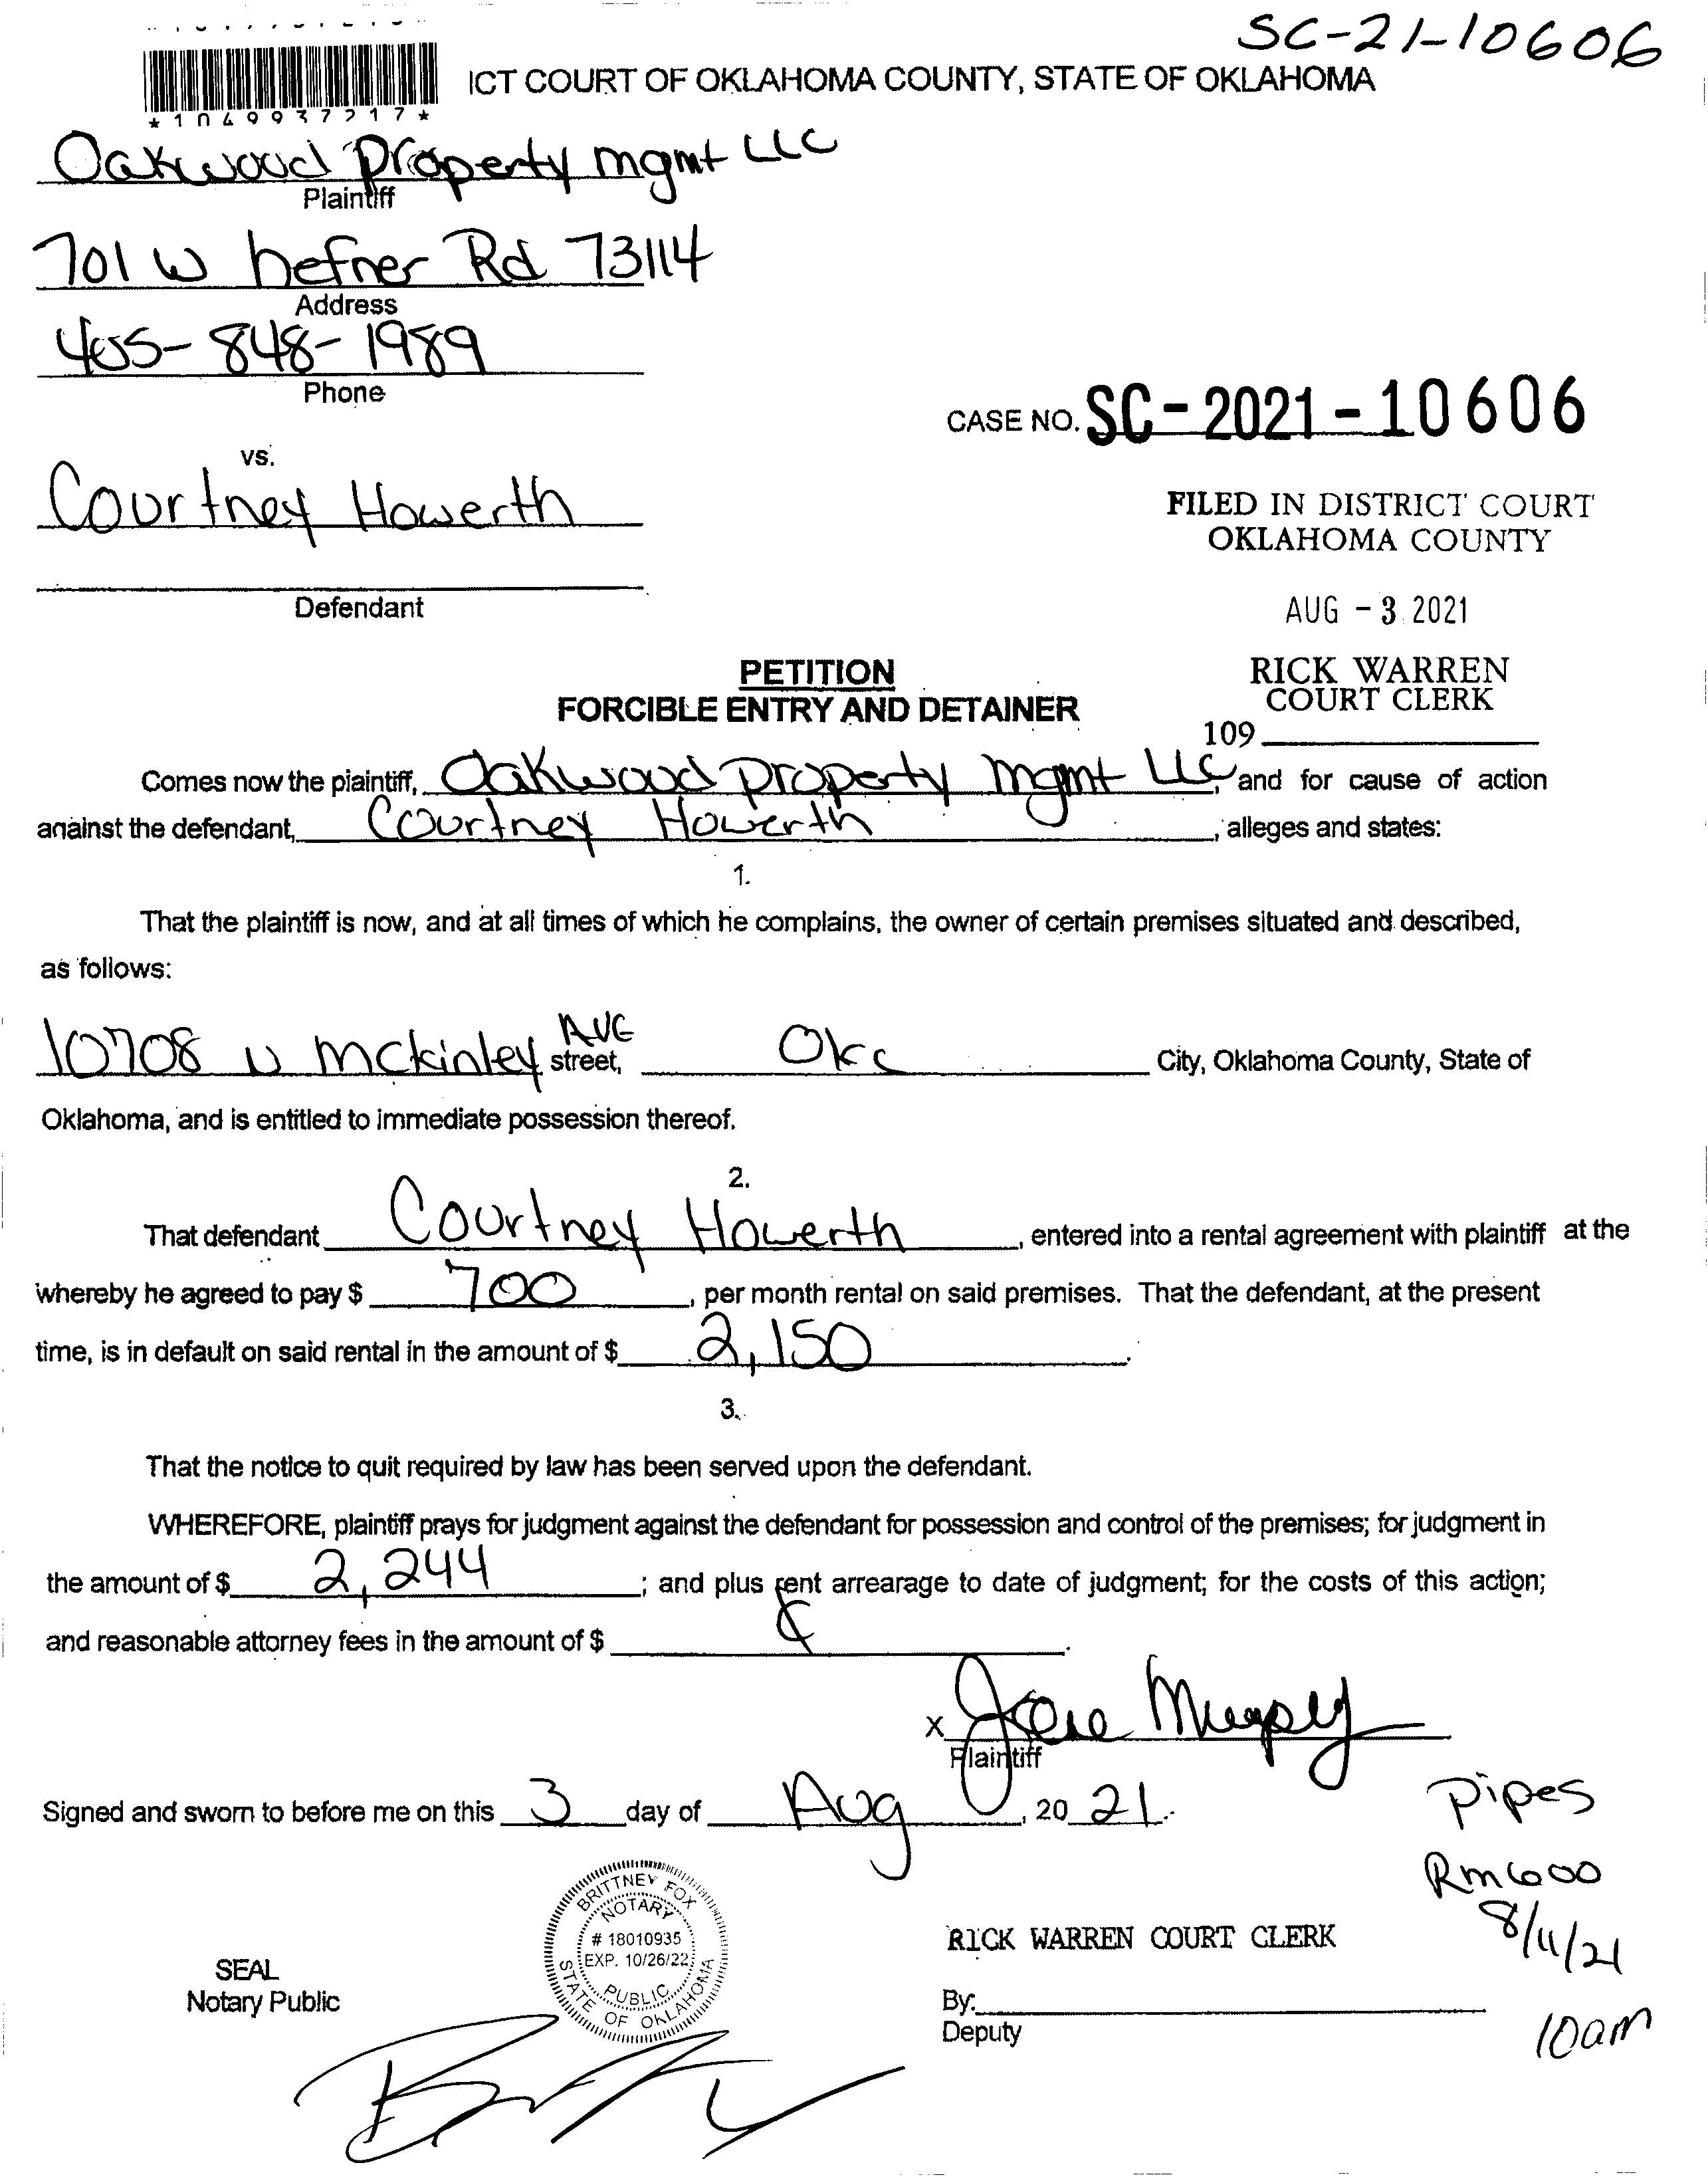 SC-21-10606
ICT COURT OF OKLAHOMA COUNTY, STATE OF OKLAHOMA
*1049937217*
Oakwood Property mgmt LLC
Plaintiff
701 W hefner Rd 73114
Address
405-848-1989
Phone
CASE NO. SC-2021-10606
vs.
Courtney Howerth
FILED IN DISTRICT COURT
OKLAHOMA COUNTY
Defendant
AUG - 3 2021
PETITION
FORCIBLE ENTRY AND DETAINER
RICK WARREN
COURT CLERK
109
Comes now the plaintiff, Oakwood property mgmt LLC, and for cause of action
against the defendant, Courtney Howerth, alleges and states:
1.
That the plaintiff is now, and at all times of which he complains, the owner of certain premises situated and described,
as follows:
10708 N mckinley AVE street, Okc City, Oklahoma County, State of
Oklahoma, and is entitled to immediate possession thereof.
2.
That defendant Courtney Howerth, entered into a rental agreement with plaintiff at the
whereby he agreed to pay $ 700, per month rental on said premises. That the defendant, at the present
time, is in default on said rental in the amount of $ 2,150.
3.
That the notice to quit required by law has been served upon the defendant.
WHEREFORE, plaintiff prays for judgment against the defendant for possession and control of the premises; for judgment in
the amount of $ 2,244; and plus rent arrearage to date of judgment; for the costs of this action;
and reasonable attorney fees in the amount of $
X
Plaintiff
Signed and sworn to before me on this 3 day of Aug, 20 21.
pipes
Rm 600
8/11/21
10am
BRITTNEY FOX
NOTARY
# 18010935
EXP. 10/26/22
PUBLIC
STATE OF OKLAHOMA
SEAL
Notary Public
RICK WARREN COURT CLERK
By:
Deputy